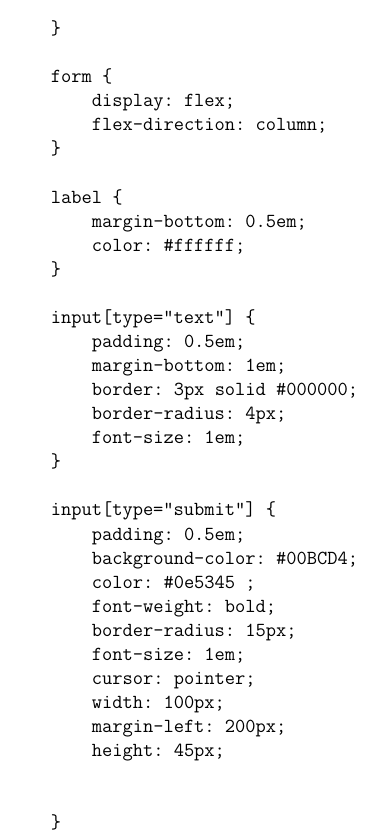 }
form {
display: flex;
flex-direction: column;
}
label {
margin-bottom: 0.5em;
color: #ffffff;
}
input[type="text"] {
padding: 0.5em;
margin-bottom: 1em;
border: 3px solid #000000;
border-radius: 4px;
font-size: 1em;
}
input[type="submit"] {
padding: 0.5em;
background-color: #00BCD4;
color: #0e5345 ;
font-weight: bold;
border-radius: 15px;
font-size: 1em;
cursor: pointer;
width: 100px;
margin-left: 200px;
height: 45px;
}